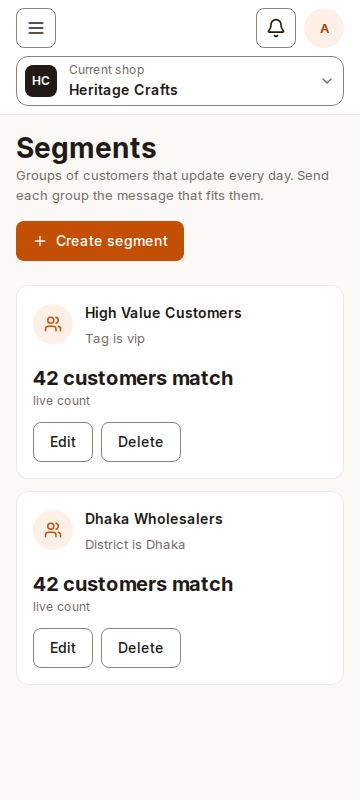 A
HC
Current shop
Heritage Crafts
Segments
Groups of customers that update every day. Send
each group the message that fits them.
+ Create segment
High Value Customers
Tag is vip
42 customers match
live count
Edit
Delete
Dhaka Wholesalers
District is Dhaka
42 customers match
live count
Edit
Delete